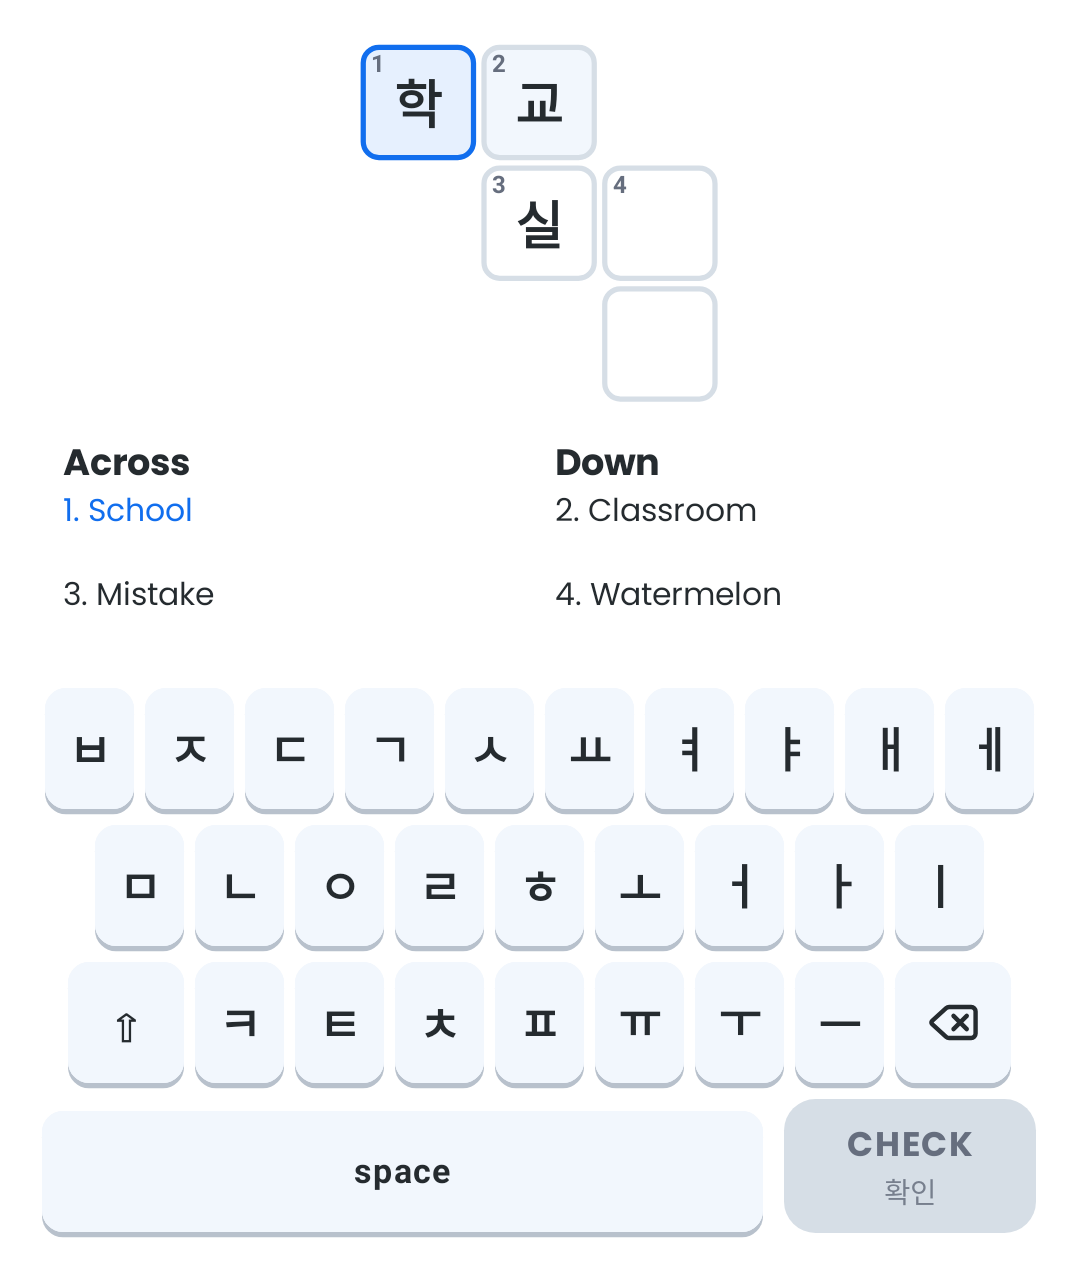 1 학 2 교
3 실 4
Across
1. School
3. Mistake
Down
2. Classroom
4. Watermelon
ㅂ ㅈ ㄷ ㄱ ㅅ ㅛ ㅕ ㅑ ㅐ ㅔ
ㅁ ㄴ ㅇ ㄹ ㅎ ㅗ ㅓ ㅏ ㅣ
⇧ ㅋ ㅌ ㅊ ㅍ ㅠ ㅜ ㅡ
space
CHECK
확인